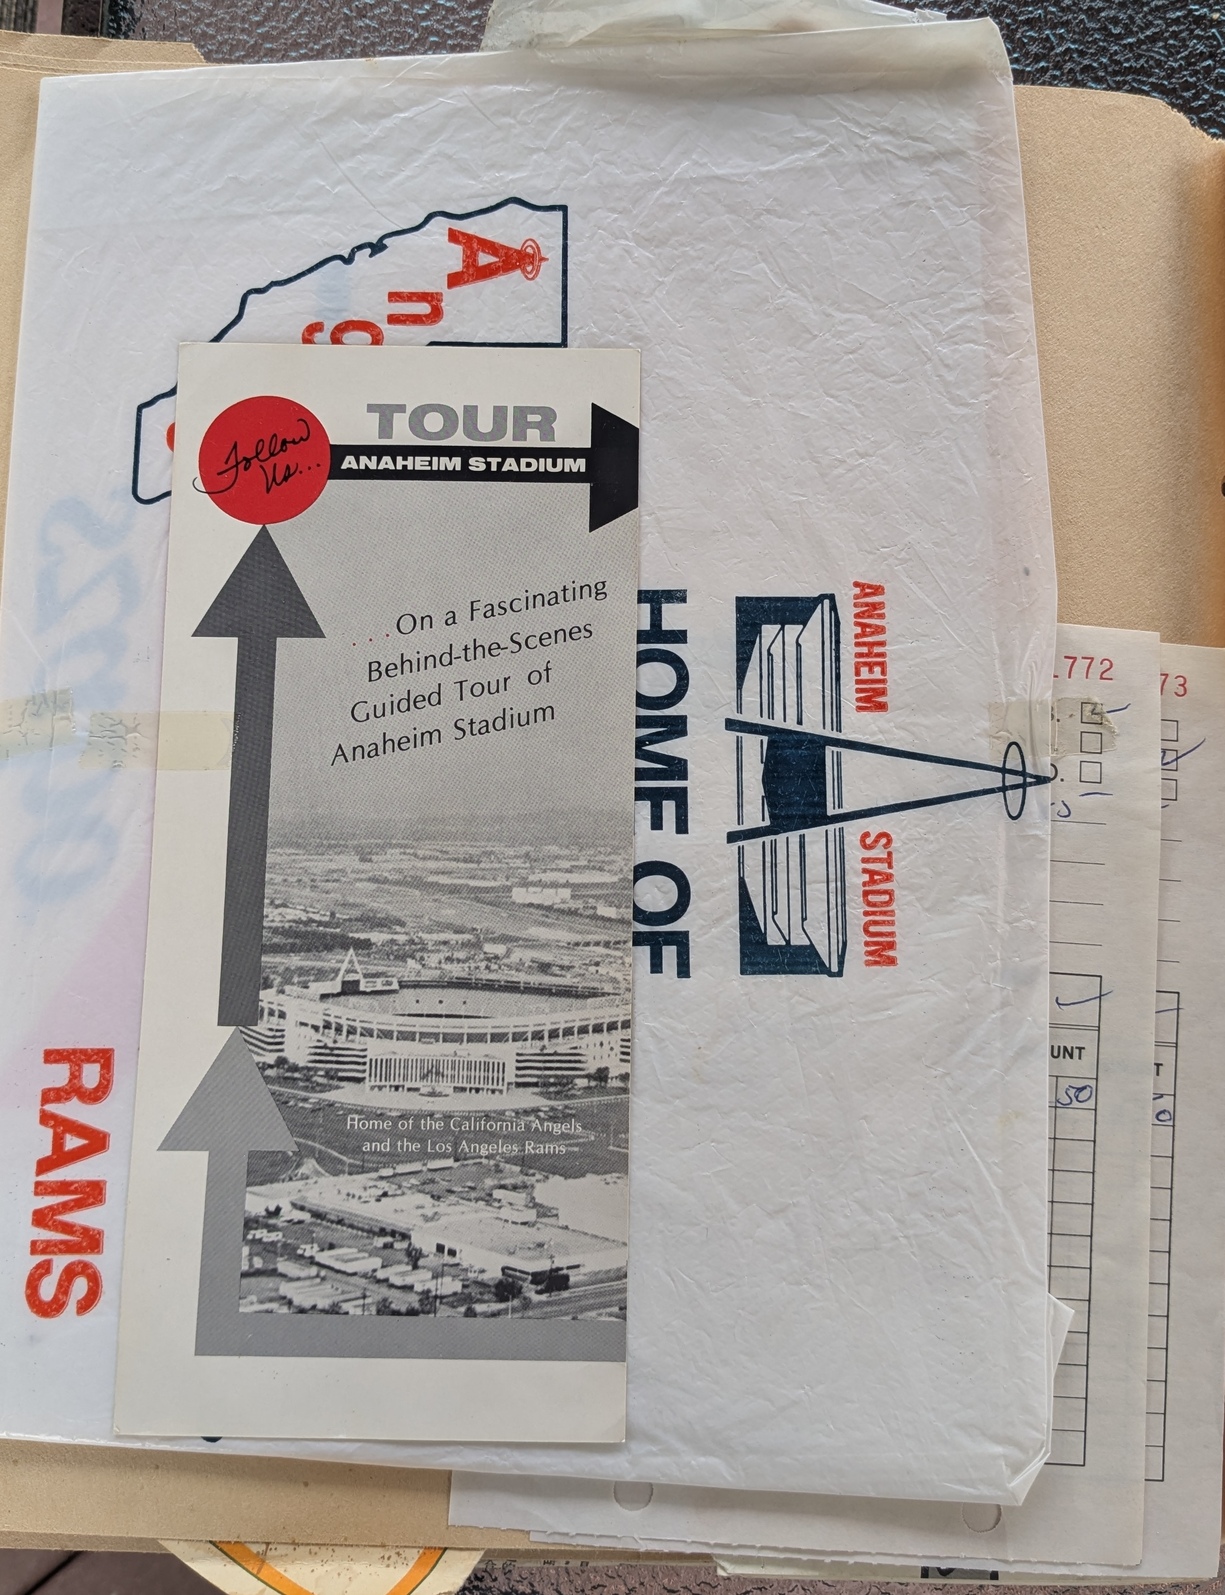 Follow
Us...
TOUR
ANAHEIM STADIUM
...On a Fascinating
Behind-the-Scenes
Guided Tour of
Anaheim Stadium
Home of the California Angels
and the Los Angeles Rams
ANAHEIM STADIUM
HOME OF
Ang
RAMS
772
73
UNT
50
T